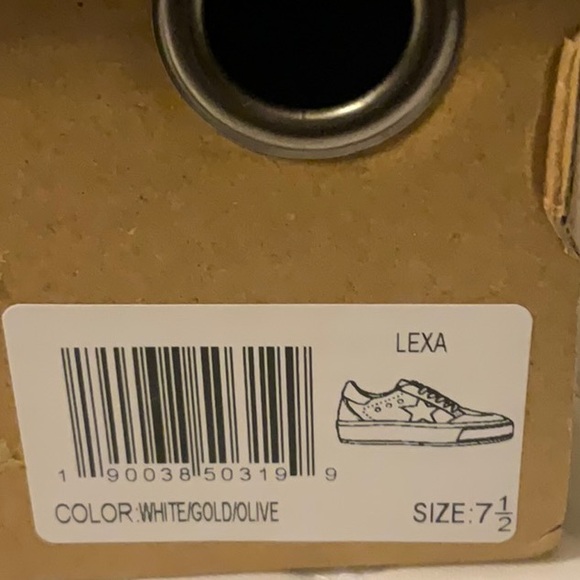 LEXA
1 90038 50319 9
COLOR:WHITE/GOLD/OLIVE
SIZE:7 1/2